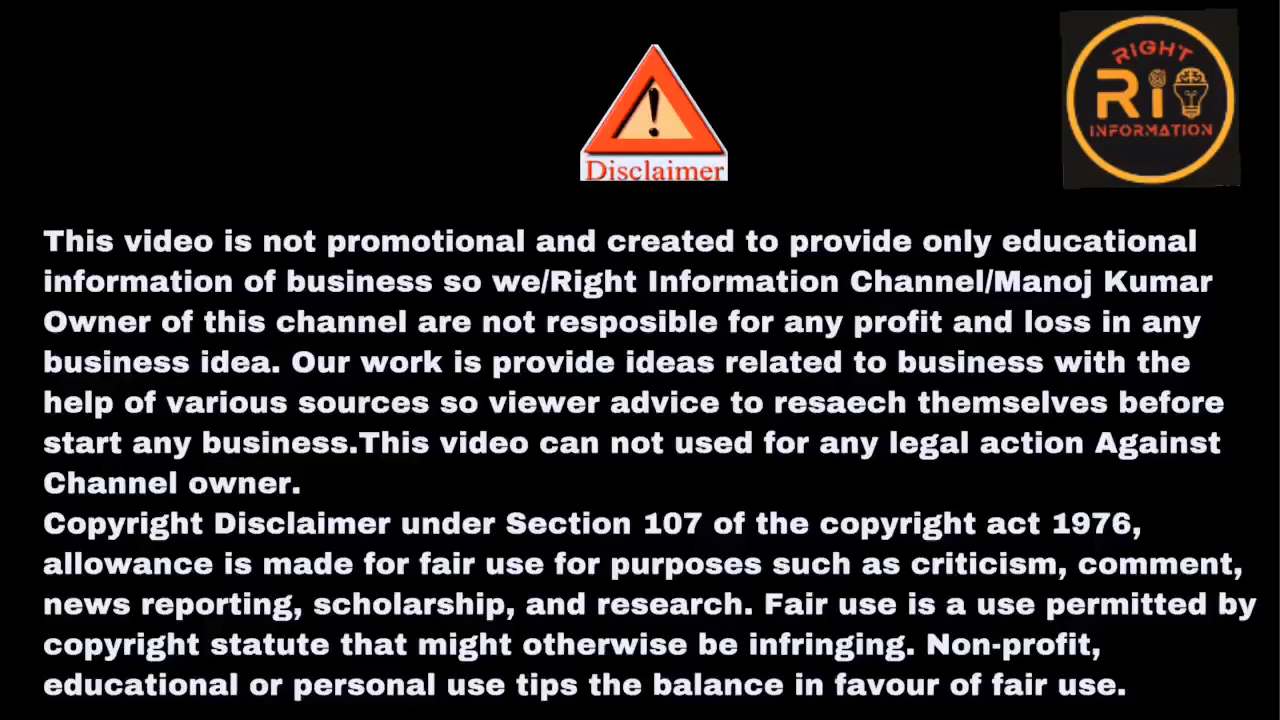 RIGHT
Ri
INFORMATION
Disclaimer
This video is not promotional and created to provide only educational
information of business so we/Right Information Channel/Manoj Kumar
Owner of this channel are not resposible for any profit and loss in any
business idea. Our work is provide ideas related to business with the
help of various sources so viewer advice to resaech themselves before
start any business.This video can not used for any legal action Against
Channel owner.
Copyright Disclaimer under Section 107 of the copyright act 1976,
allowance is made for fair use for purposes such as criticism, comment,
news reporting, scholarship, and research. Fair use is a use permitted by
copyright statute that might otherwise be infringing. Non-profit,
educational or personal use tips the balance in favour of fair use.